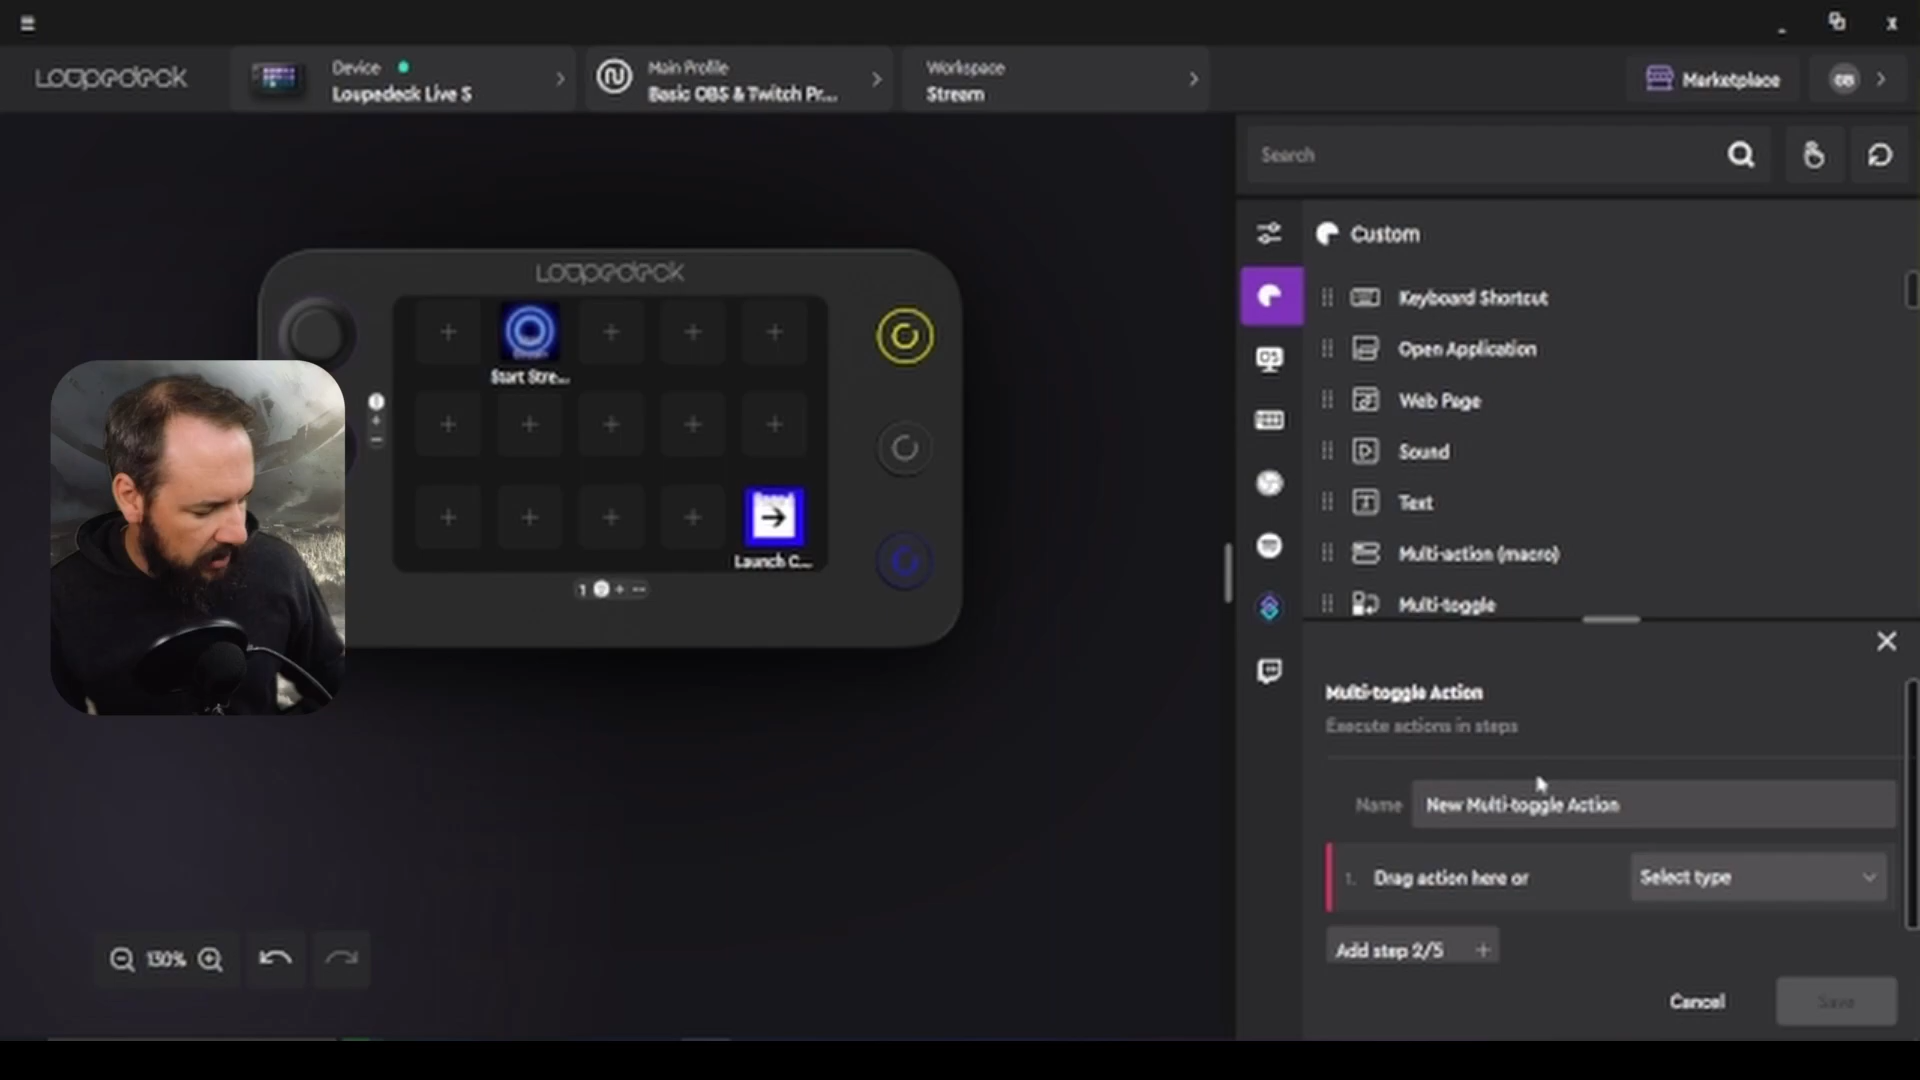 Loupedeck
Device
Loupedeck Live S
Main Profile
Basic OBS & Twitch Pr...
Workspace
Stream
Marketplace
GB
Search
Custom
Keyboard Shortcut
Open Application
Web Page
Sound
Text
Multi-action (macro)
Multi-toggle
Loupedeck
Start Stre...
Launch C...
1
Multi-toggle Action
Execute actions in steps
Name
New Multi-toggle Action
1. Drag action here or
Select type
Add step 2/5 +
130%
Cancel
Save